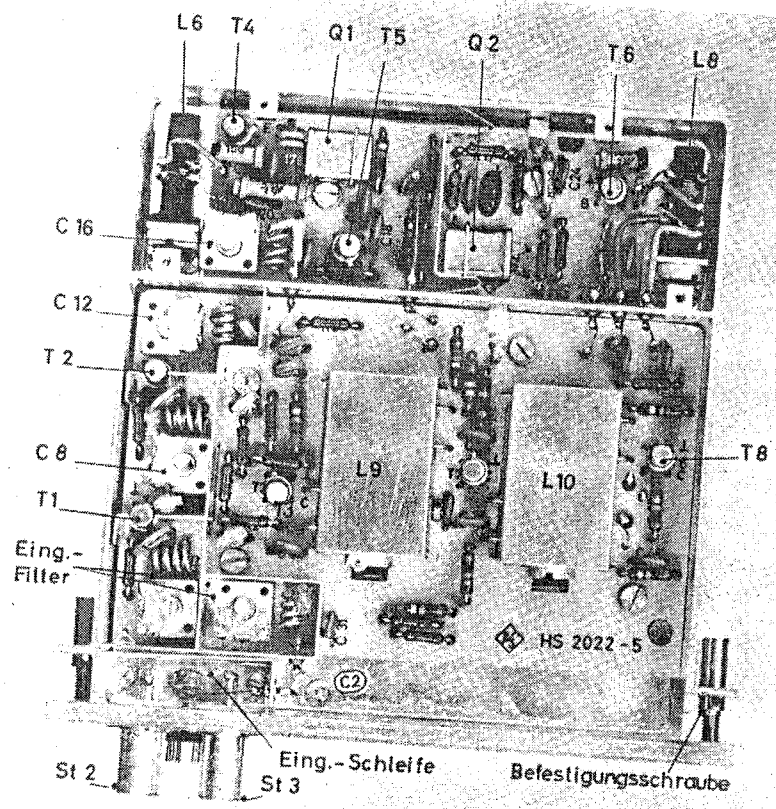 L6
T4
Q1
T5
Q2
T6
L8
C 16
C 12
T 2
C 8
T1
Eing.-
Filter
L9
L10
T8
HS 2022-5
C2
Eing.-Schleife
St 2
St 3
Befestigungsschraube